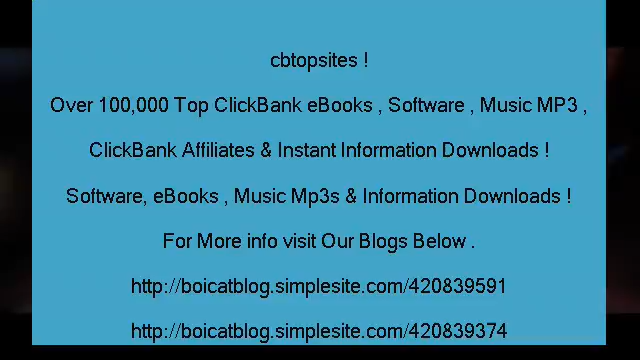 cbtopsites !
Over 100,000 Top ClickBank eBooks , Software , Music MP3 ,
ClickBank Affiliates & Instant Information Downloads !
Software, eBooks , Music Mp3s & Information Downloads !
For More info visit Our Blogs Below .
http://boicatblog.simplesite.com/420839591
http://boicatblog.simplesite.com/420839374